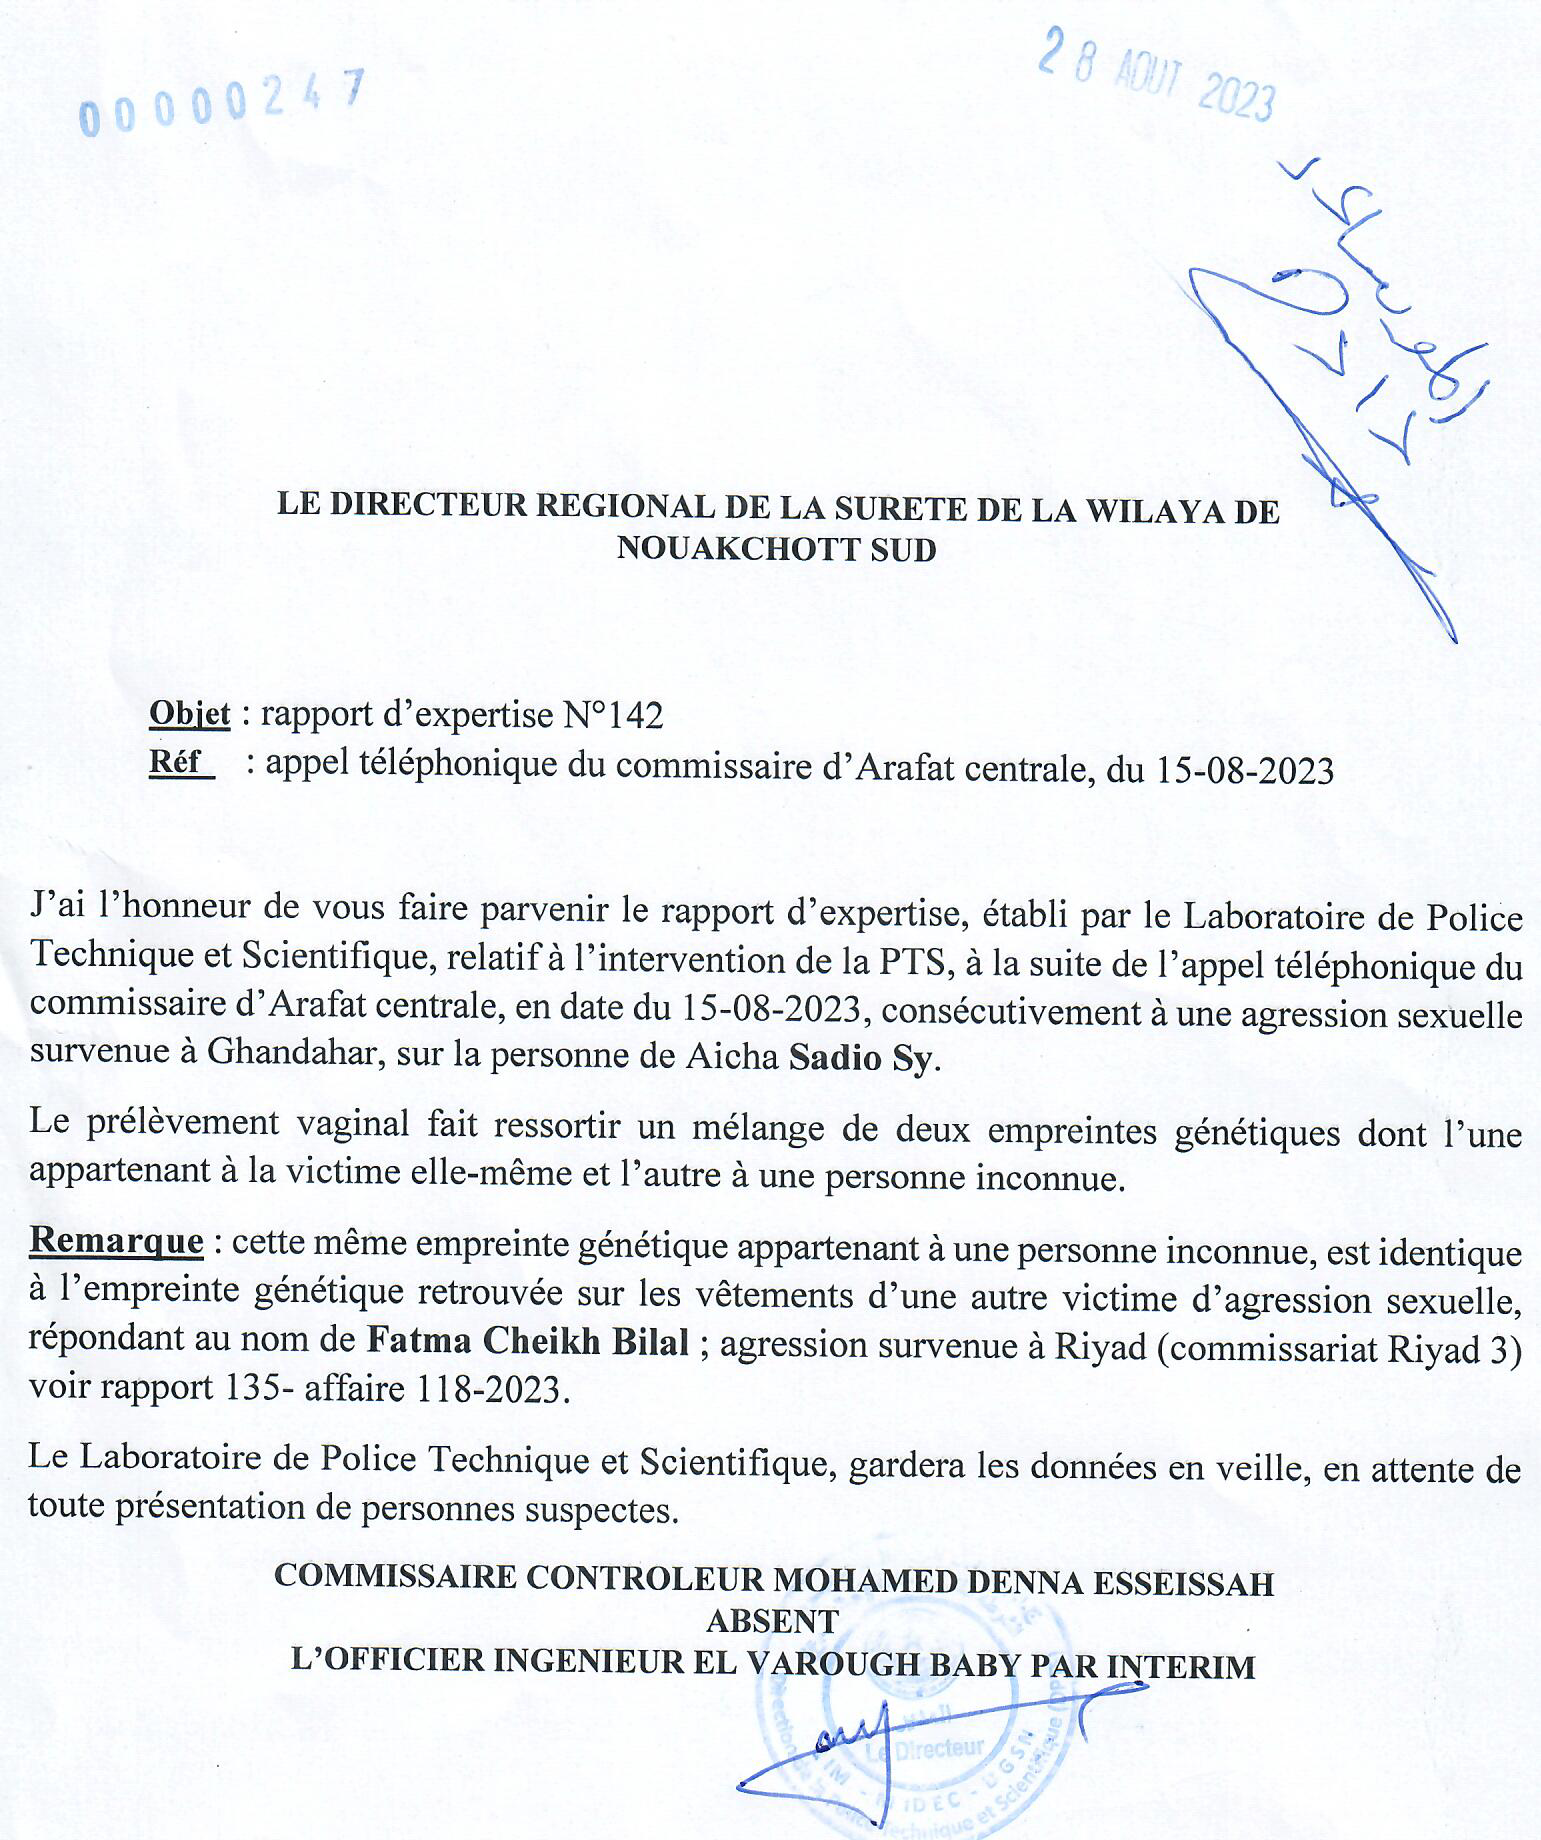 00000247
28 AOUT 2023
LE DIRECTEUR REGIONAL DE LA SURETE DE LA WILAYA DE
NOUAKCHOTT SUD
Objet : rapport d’expertise N°142
Réf : appel téléphonique du commissaire d’Arafat centrale, du 15-08-2023
J’ai l’honneur de vous faire parvenir le rapport d’expertise, établi par le Laboratoire de Police
Technique et Scientifique, relatif à l’intervention de la PTS, à la suite de l’appel téléphonique du
commissaire d’Arafat centrale, en date du 15-08-2023, consécutivement à une agression sexuelle
survenue à Ghandahar, sur la personne de Aicha Sadio Sy.
Le prélèvement vaginal fait ressortir un mélange de deux empreintes génétiques dont l’une
appartenant à la victime elle-même et l’autre à une personne inconnue.
Remarque : cette même empreinte génétique appartenant à une personne inconnue, est identique
à l’empreinte génétique retrouvée sur les vêtements d’une autre victime d’agression sexuelle,
répondant au nom de Fatma Cheikh Bilal ; agression survenue à Riyad (commissariat Riyad 3)
voir rapport 135- affaire 118-2023.
Le Laboratoire de Police Technique et Scientifique, gardera les données en veille, en attente de
toute présentation de personnes suspectes.
COMMISSAIRE CONTROLEUR MOHAMED DENNA ESSEISSAH
ABSENT
L’OFFICIER INGENIEUR EL VAROUGH BABY PAR INTERIM
Le Directeur
RIM - MIDEC - DGSN
Direction de la Police Technique et Scientifique